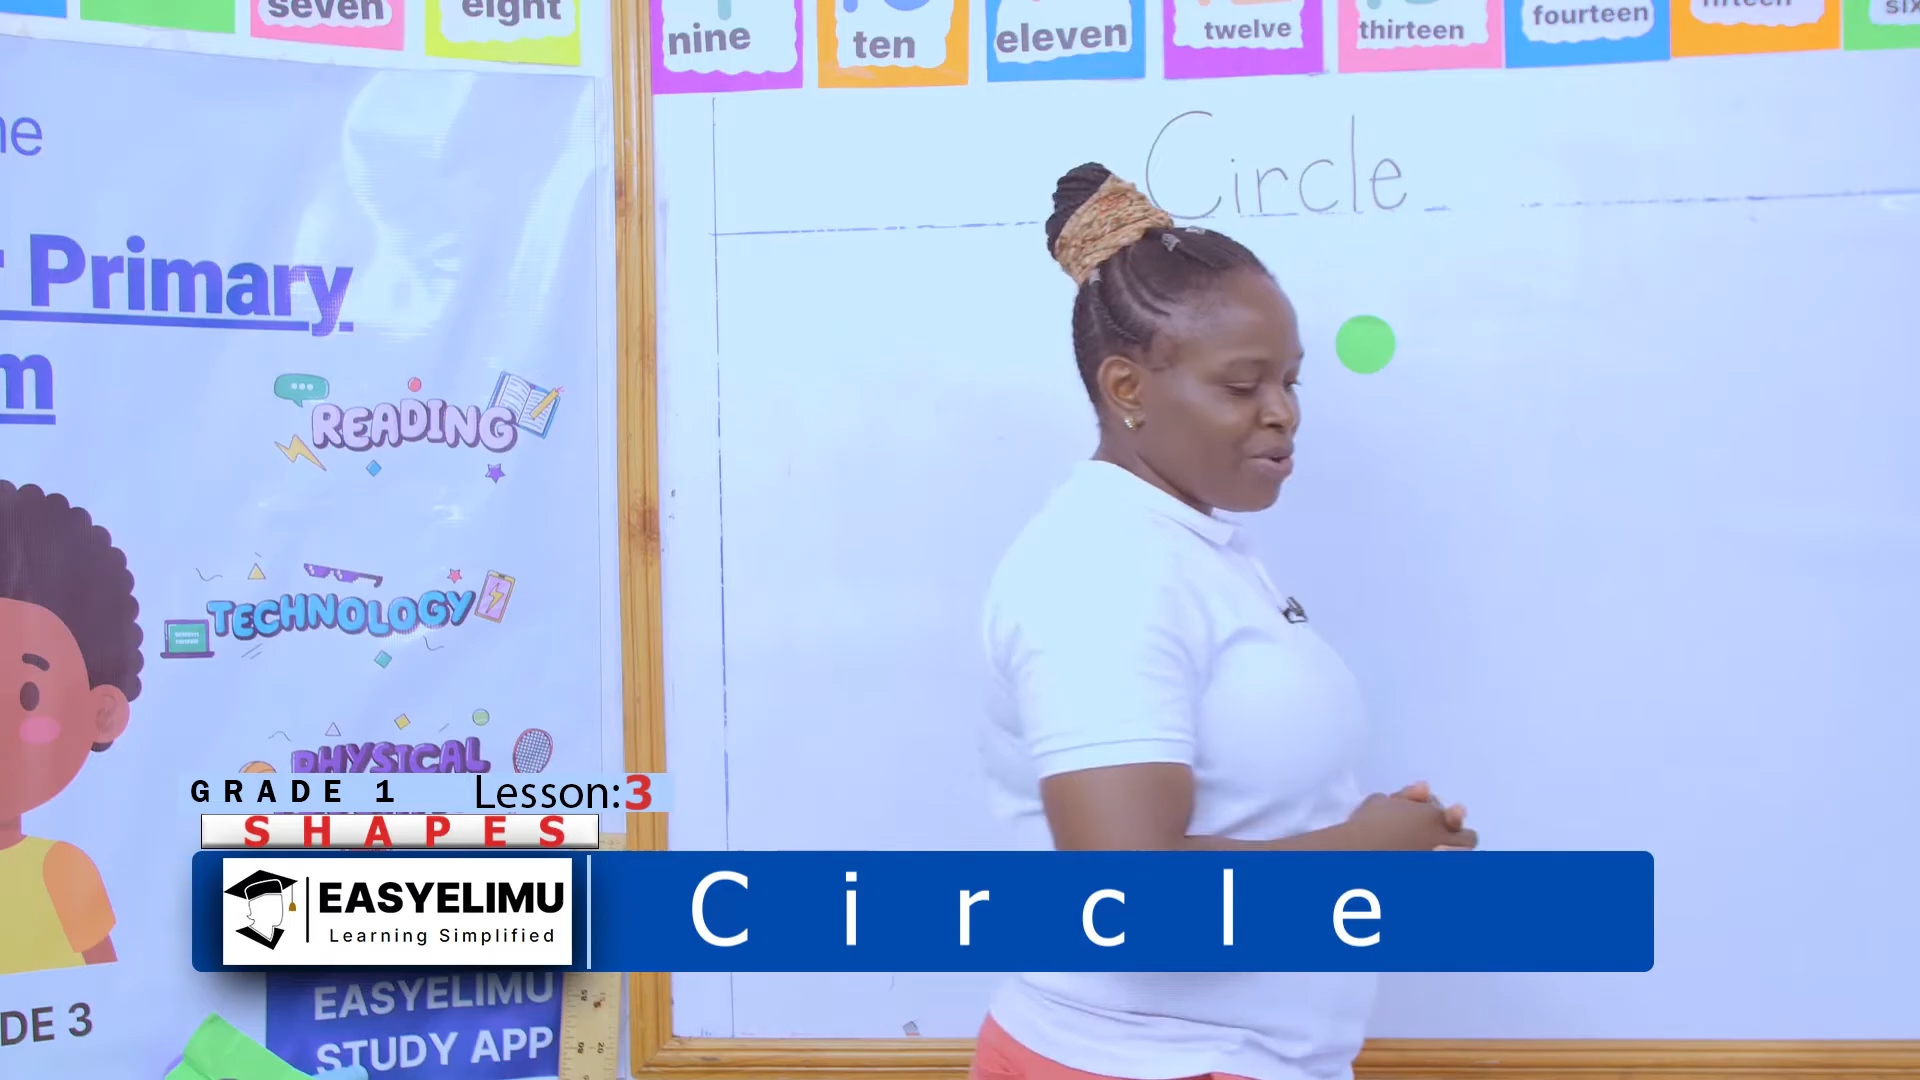 seven
eight
nine
ten
eleven
twelve
thirteen
fourteen
fifteen
Circle
Primary
READING
TECHNOLOGY
PHYSICAL
GRADE 1 Lesson:3
SHAPES
EASYELIMU
Learning Simplified
Circle
DE 3
EASYELIMU
STUDY APP